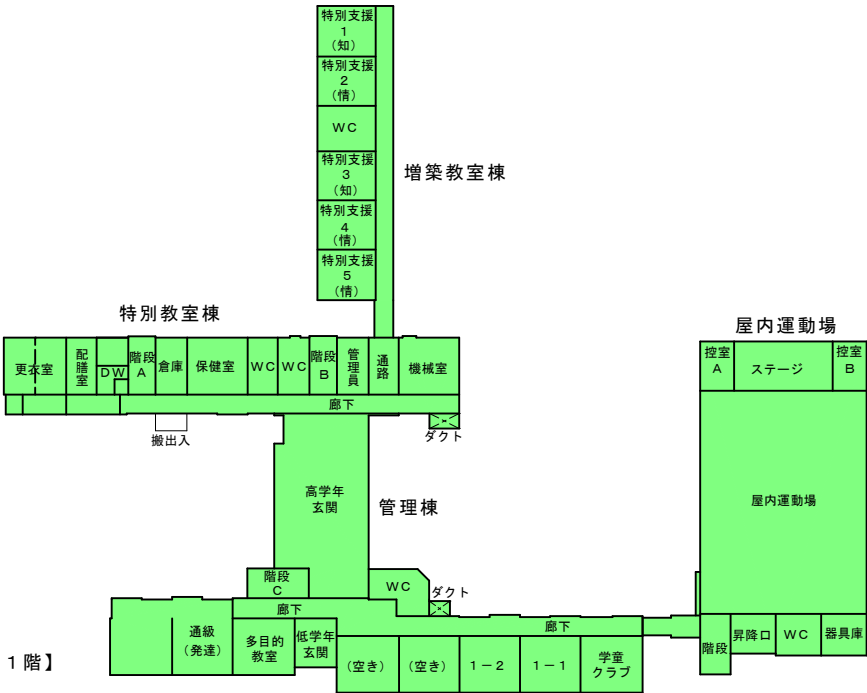 特別支援
1
(知)
特別支援
2
(情)
WC
特別支援
3
(知)
特別支援
4
(情)
特別支援
5
(情)
増築教室棟
特別教室棟
更衣室
配膳室
DW
階段
A
倉庫
保健室
WC
WC
階段
B
管理員
通路
機械室
廊下
搬出入
ダクト
屋内運動場
控室
A
ステージ
控室
B
屋内運動場
階段
昇降口
WC
器具庫
高学年
玄関
管理棟
階段
C
WC
ダクト
廊下
廊下
通級
(発達)
多目的
教室
低学年
玄関
(空き)
(空き)
1-2
1-1
学童
クラブ
1階】